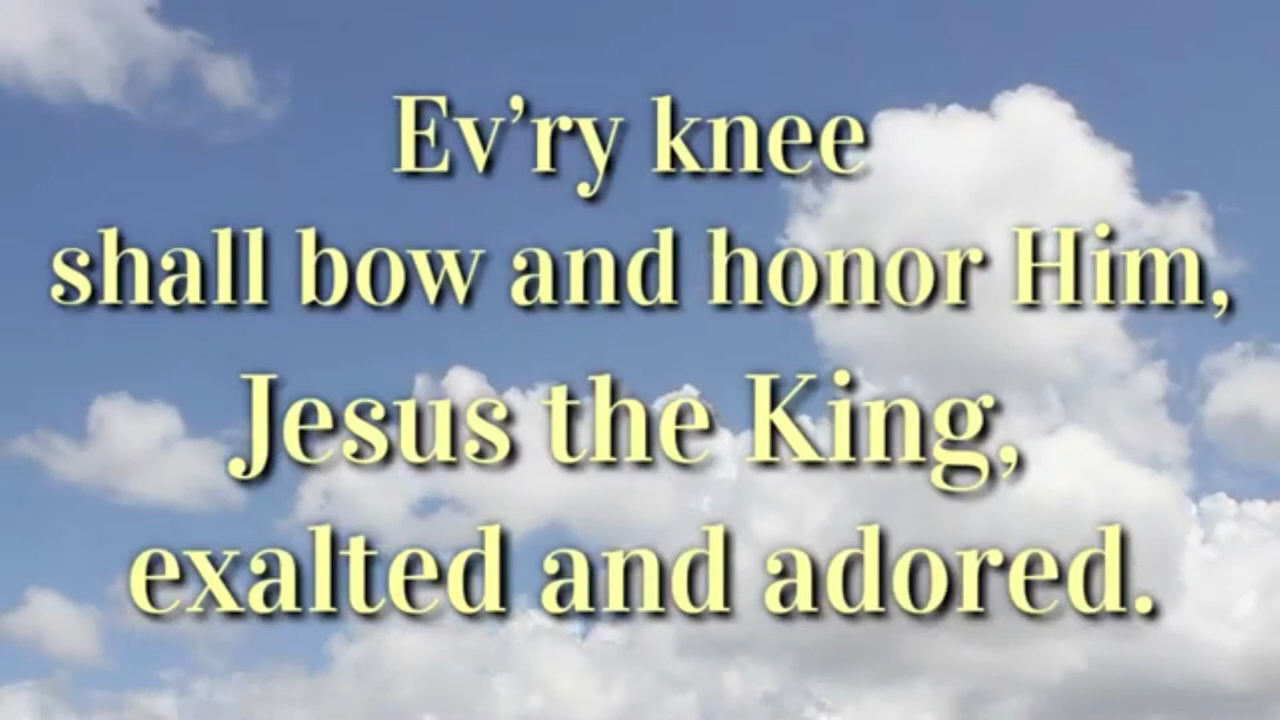 Ev’ry knee
shall bow and honor Him,
Jesus the King,
exalted and adored.